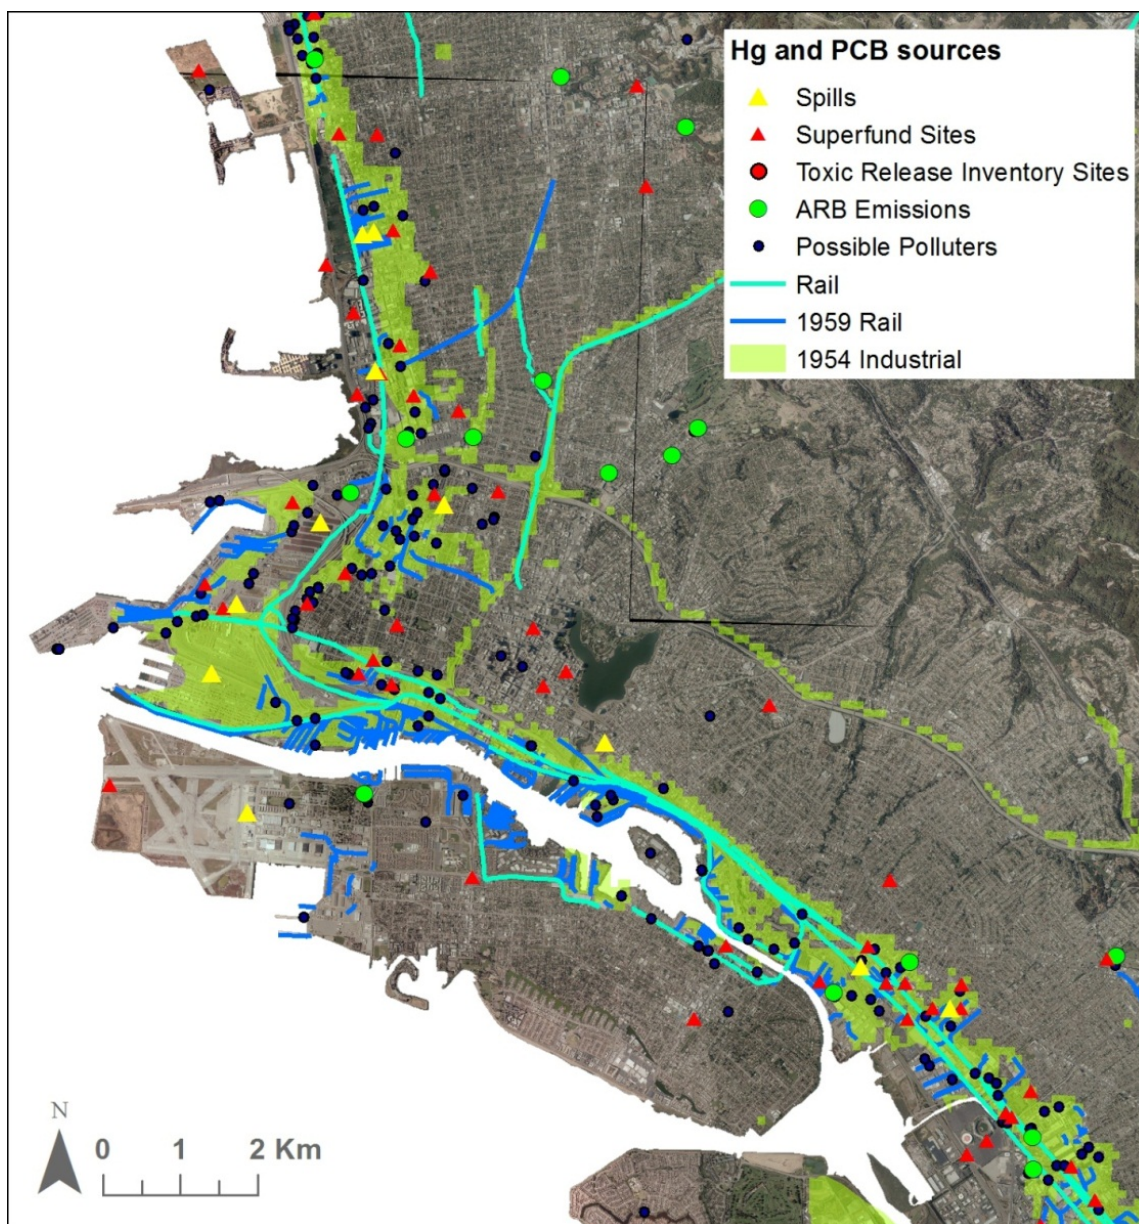 Hg and PCB sources
Spills
Superfund Sites
Toxic Release Inventory Sites
ARB Emissions
Possible Polluters
Rail
1959 Rail
1954 Industrial
N
0 1 2 Km